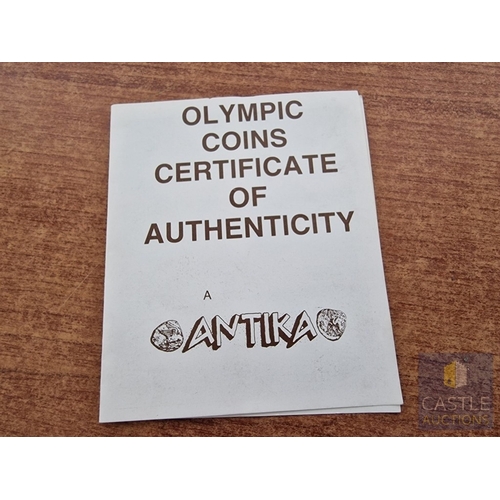 OLYMPIC
COINS
CERTIFICATE
OF
AUTHENTICITY
A
ANTIKA
CASTLE
AUCTIONS